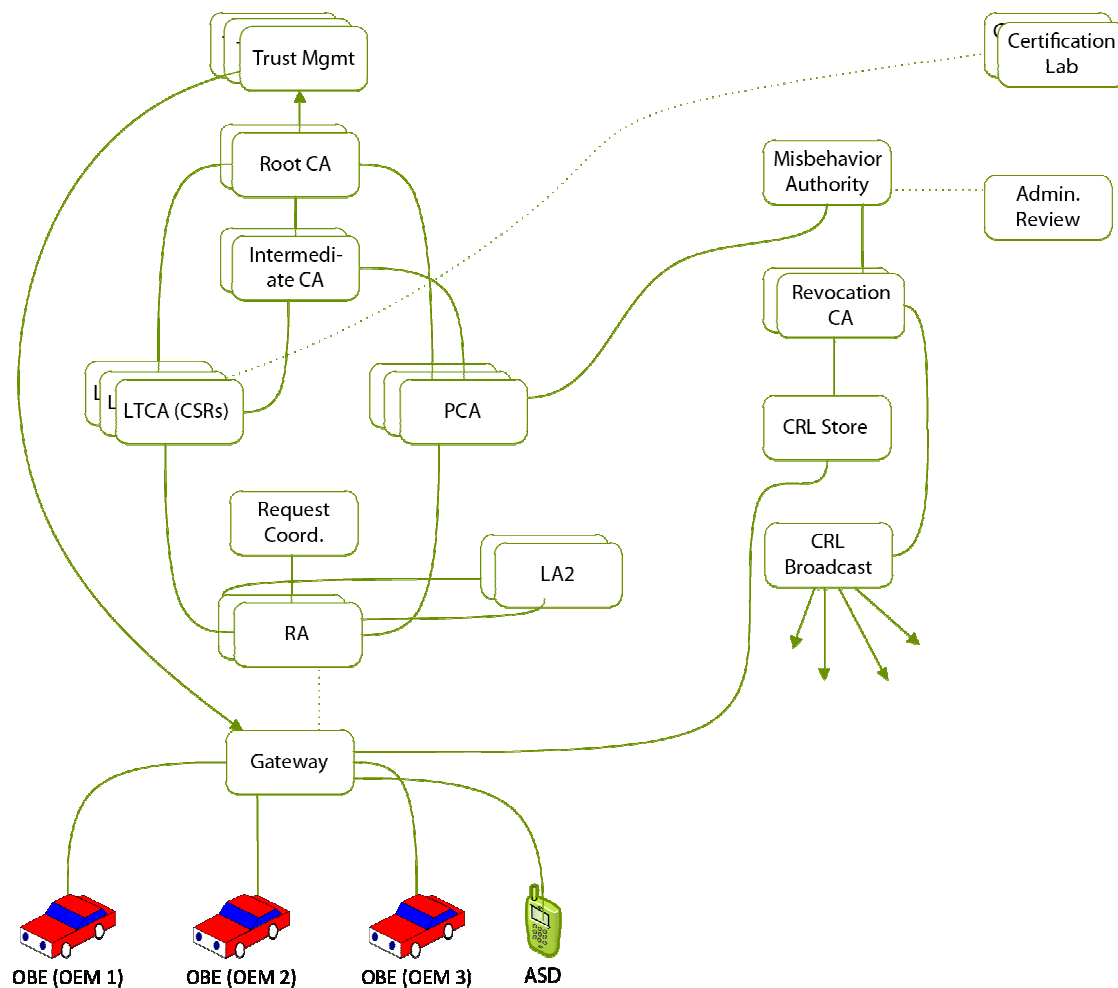 Trust Mgmt
Certification
Lab
Root CA
Misbehavior
Authority
Admin.
Review
Intermedi-
ate CA
Revocation
CA
L
L
LTCA (CSRs)
PCA
CRL Store
Request
Coord.
CRL
Broadcast
LA2
RA
Gateway
OBE (OEM 1)
OBE (OEM 2)
OBE (OEM 3)
ASD